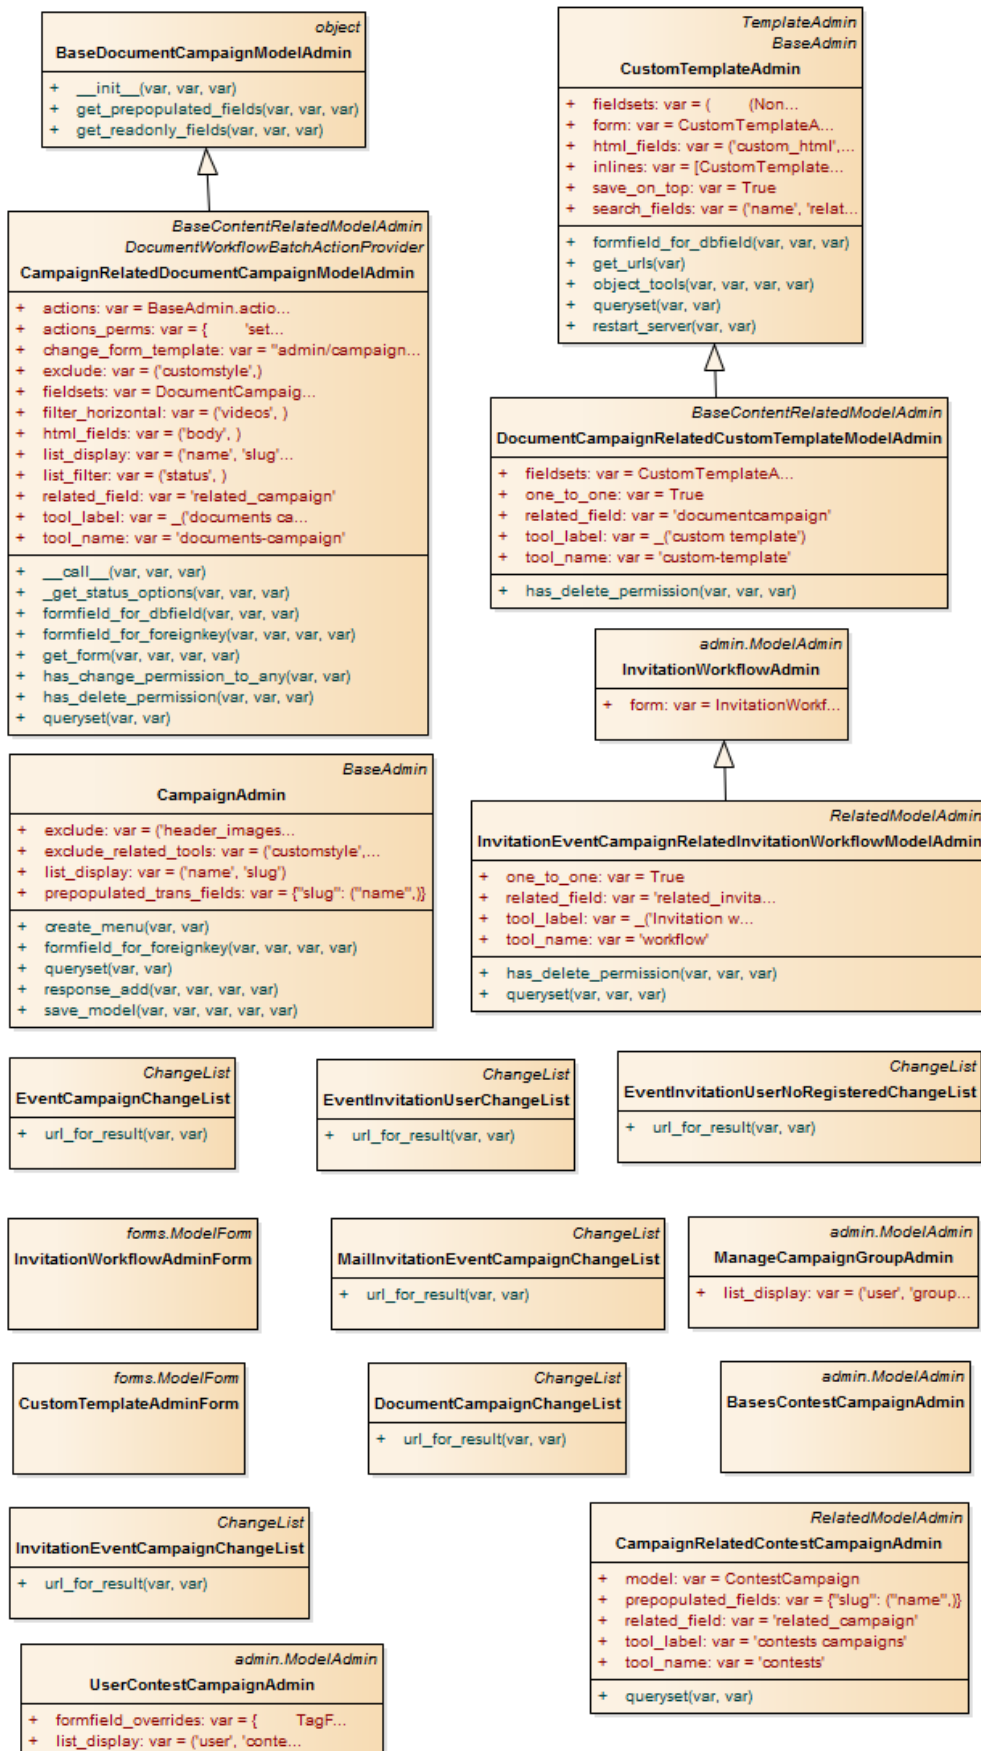 object
BaseDocumentCampaignModelAdmin
+ __init__(var, var, var)
+ get_prepopulated_fields(var, var, var)
+ get_readonly_fields(var, var, var)
TemplateAdmin
BaseAdmin
CustomTemplateAdmin
+ fieldsets: var = ( (Non...
+ form: var = CustomTemplateA...
+ html_fields: var = ('custom_html',...
+ inlines: var = [CustomTemplate...
+ save_on_top: var = True
+ search_fields: var = ('name', 'relat...
+ formfield_for_dbfield(var, var, var)
+ get_urls(var)
+ object_tools(var, var, var, var)
+ queryset(var, var)
+ restart_server(var, var)
BaseContentRelatedModelAdmin
DocumentWorkflowBatchActionProvider
CampaignRelatedDocumentCampaignModelAdmin
+ actions: var = BaseAdmin.actio...
+ actions_perms: var = { 'set...
+ change_form_template: var = "admin/campaign...
+ exclude: var = ('customstyle',)
+ fieldsets: var = DocumentCampaig...
+ filter_horizontal: var = ('videos', )
+ html_fields: var = ('body', )
+ list_display: var = ('name', 'slug'...
+ list_filter: var = ('status', )
+ related_field: var = 'related_campaign'
+ tool_label: var = _('documents ca...
+ tool_name: var = 'documents-campaign'
+ __call__(var, var, var)
+ _get_status_options(var, var, var)
+ formfield_for_dbfield(var, var, var)
+ formfield_for_foreignkey(var, var, var, var)
+ get_form(var, var, var, var)
+ has_change_permission_to_any(var, var)
+ has_delete_permission(var, var, var)
+ queryset(var, var)
BaseContentRelatedModelAdmin
DocumentCampaignRelatedCustomTemplateModelAdmin
+ fieldsets: var = CustomTemplateA...
+ one_to_one: var = True
+ related_field: var = 'documentcampaign'
+ tool_label: var = _('custom template')
+ tool_name: var = 'custom-template'
+ has_delete_permission(var, var, var)
admin.ModelAdmin
InvitationWorkflowAdmin
+ form: var = InvitationWorkf...
BaseAdmin
CampaignAdmin
+ exclude: var = ('header_images...
+ exclude_related_tools: var = ('customstyle',...
+ list_display: var = ('name', 'slug')
+ prepopulated_trans_fields: var = {"slug": ("name",)}
+ create_menu(var, var)
+ formfield_for_foreignkey(var, var, var, var)
+ queryset(var, var)
+ response_add(var, var, var, var)
+ save_model(var, var, var, var, var)
RelatedModelAdmin
InvitationEventCampaignRelatedInvitationWorkflowModelAdmin
+ one_to_one: var = True
+ related_field: var = 'related_invita...
+ tool_label: var = _('Invitation w...
+ tool_name: var = 'workflow'
+ has_delete_permission(var, var, var)
+ queryset(var, var, var)
ChangeList
EventCampaignChangeList
+ url_for_result(var, var)
ChangeList
EventInvitationUserChangeList
+ url_for_result(var, var)
ChangeList
EventInvitationUserNoRegisteredChangeList
+ url_for_result(var, var)
forms.ModelForm
InvitationWorkflowAdminForm
ChangeList
MailInvitationEventCampaignChangeList
+ url_for_result(var, var)
admin.ModelAdmin
ManageCampaignGroupAdmin
+ list_display: var = ('user', 'group...
forms.ModelForm
CustomTemplateAdminForm
ChangeList
DocumentCampaignChangeList
+ url_for_result(var, var)
admin.ModelAdmin
BasesContestCampaignAdmin
ChangeList
InvitationEventCampaignChangeList
+ url_for_result(var, var)
RelatedModelAdmin
CampaignRelatedContestCampaignAdmin
+ model: var = ContestCampaign
+ prepopulated_fields: var = {"slug": ("name",)}
+ related_field: var = 'related_campaign'
+ tool_label: var = 'contests campaigns'
+ tool_name: var = 'contests'
+ queryset(var, var)
admin.ModelAdmin
UserContestCampaignAdmin
+ formfield_overrides: var = { TagF...
+ list_display: var = ('user', 'conte...